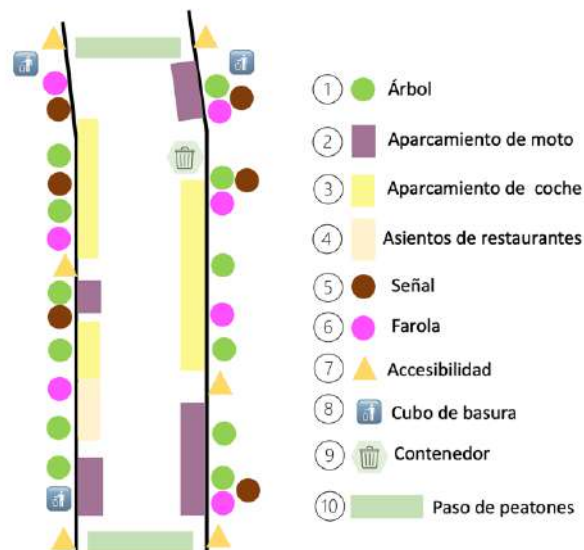 1 Árbol
2 Aparcamiento de moto
3 Aparcamiento de coche
4 Asientos de restaurantes
5 Señal
6 Farola
7 Accesibilidad
8 Cubo de basura
9 Contenedor
10 Paso de peatones